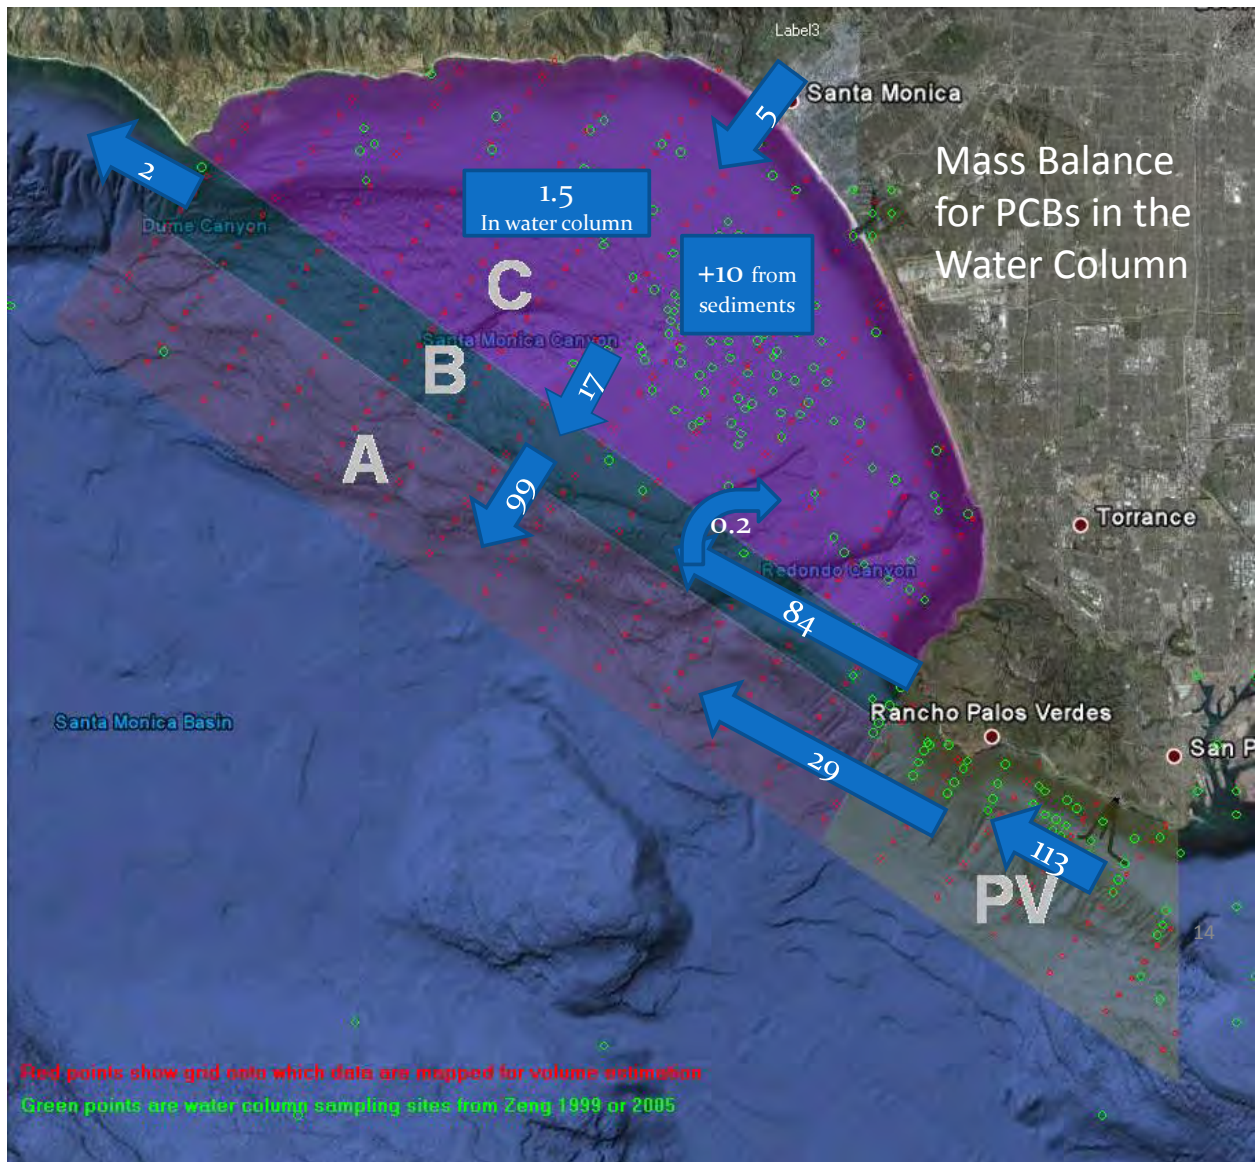 Label3
Santa Monica
5
Mass Balance
for PCBs in the
Water Column
2
1.5
In water column
Dume Canyon
+10 from
sediments
C
Santa Monica Canyon
B
17
A
99
0.2
Torrance
Redondo Canyon
84
Rancho Palos Verdes
Santa Monica Basin
San P
29
113
PV
14
Red points show grid onto which data are mapped for volume estimation
Green points are water column sampling sites from Zeng 1999 or 2005